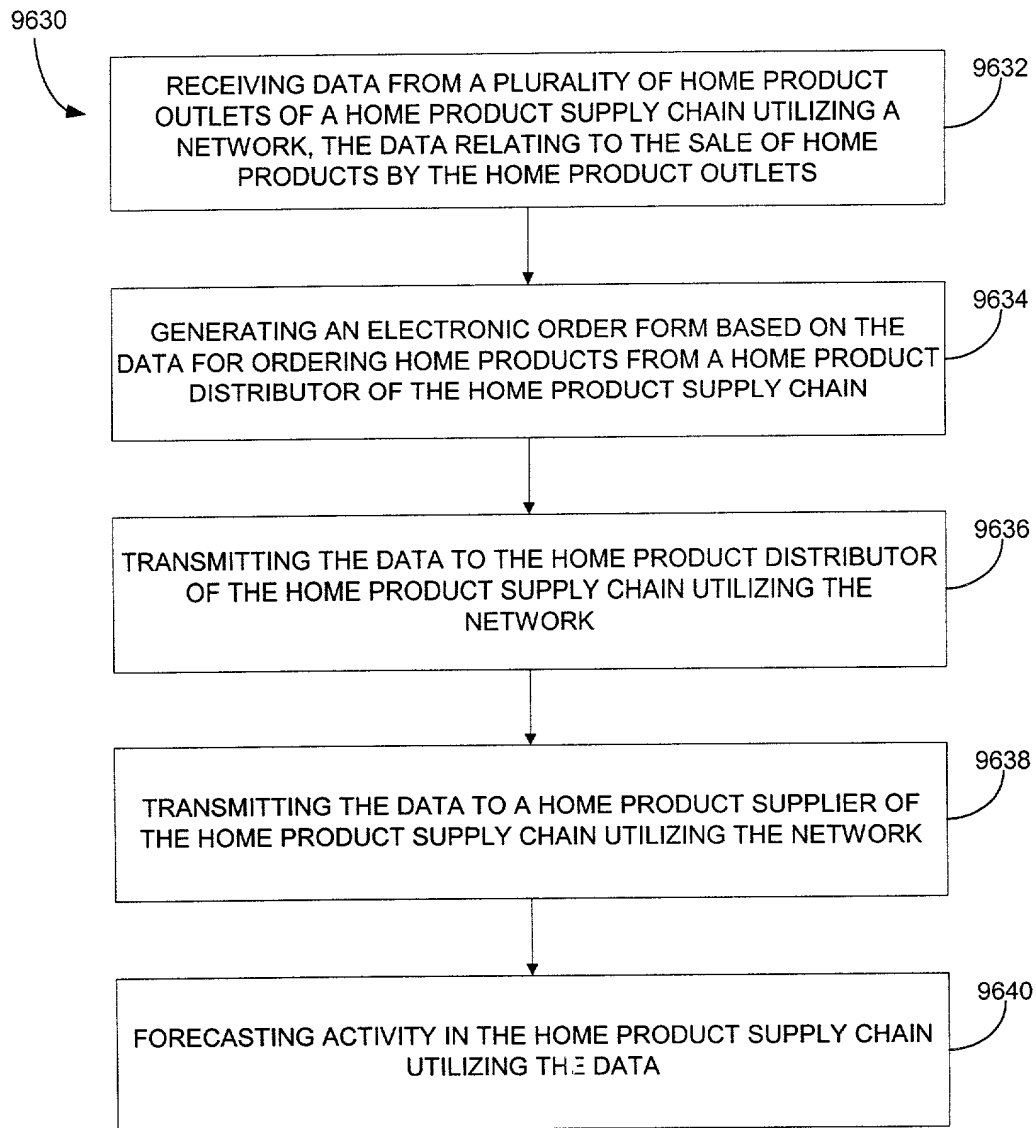 9630
RECEIVING DATA FROM A PLURALITY OF HOME PRODUCT
OUTLETS OF A HOME PRODUCT SUPPLY CHAIN UTILIZING A
NETWORK, THE DATA RELATING TO THE SALE OF HOME
PRODUCTS BY THE HOME PRODUCT OUTLETS
9632
GENERATING AN ELECTRONIC ORDER FORM BASED ON THE
DATA FOR ORDERING HOME PRODUCTS FROM A HOME PRODUCT
DISTRIBUTOR OF THE HOME PRODUCT SUPPLY CHAIN
9634
TRANSMITTING THE DATA TO THE HOME PRODUCT DISTRIBUTOR
OF THE HOME PRODUCT SUPPLY CHAIN UTILIZING THE
NETWORK
9636
TRANSMITTING THE DATA TO A HOME PRODUCT SUPPLIER OF
THE HOME PRODUCT SUPPLY CHAIN UTILIZING THE NETWORK
9638
FORECASTING ACTIVITY IN THE HOME PRODUCT SUPPLY CHAIN
UTILIZING THE DATA
9640